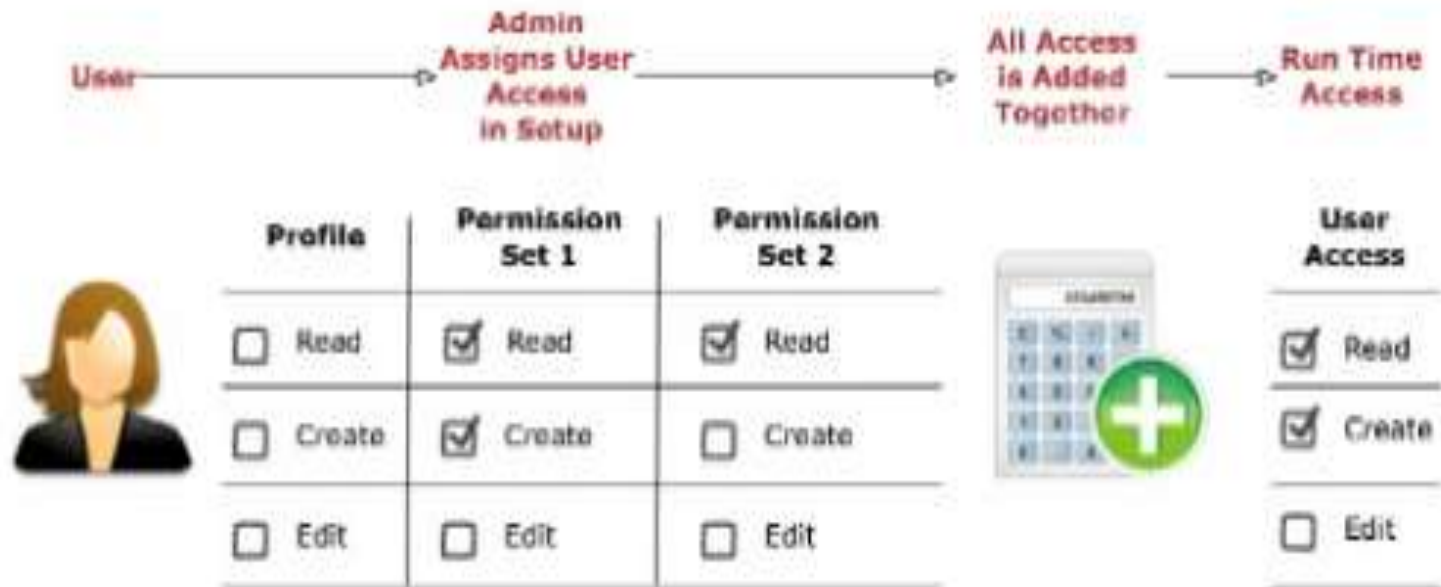 User
Admin
Assigns User
Access
in Setup
All Access
is Added
Together
Run Time
Access
Profile
Permission
Set 1
Permission
Set 2
User
Access
Read
Read
Read
Read
Create
Create
Create
Create
Edit
Edit
Edit
Edit